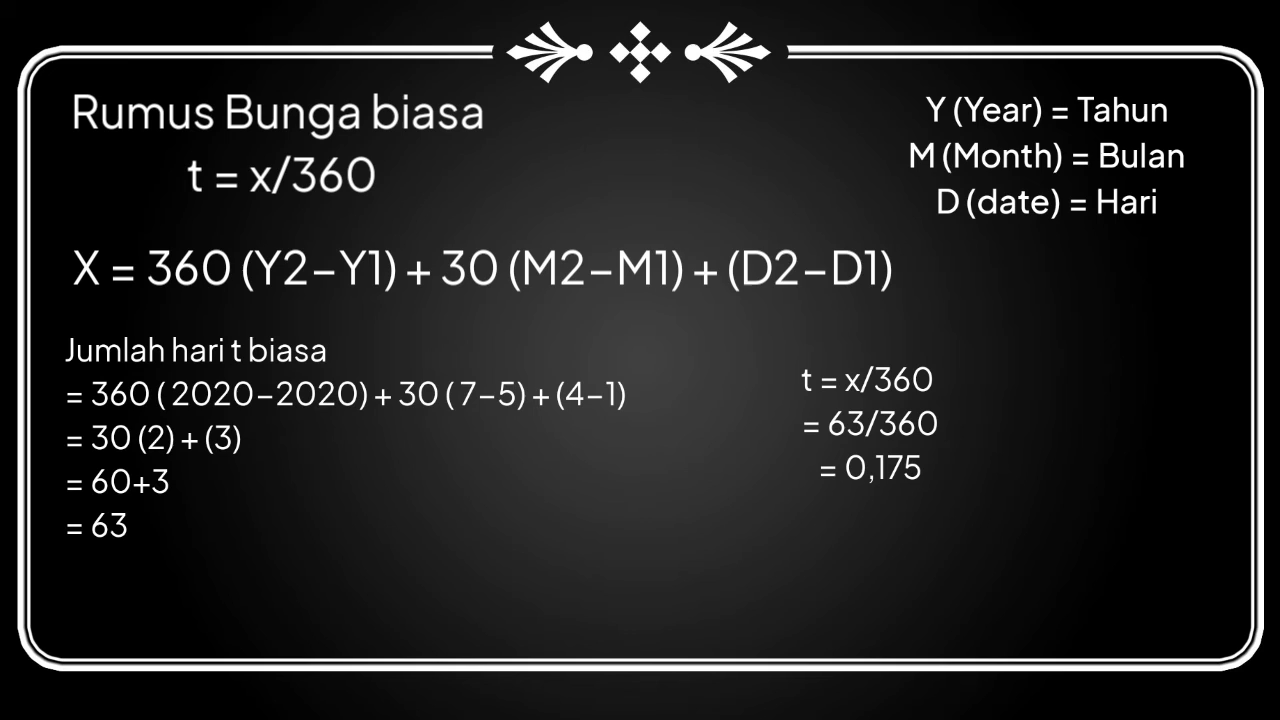 Rumus Bunga biasa
t = x/360
Y (Year) = Tahun
M (Month) = Bulan
D (date) = Hari
X = 360 (Y2-Y1) + 30 (M2-M1) + (D2-D1)
Jumlah hari t biasa
= 360 ( 2020-2020) + 30 ( 7-5) + (4-1)
= 30 (2) + (3)
= 60+3
= 63
t = x/360
= 63/360
= 0,175